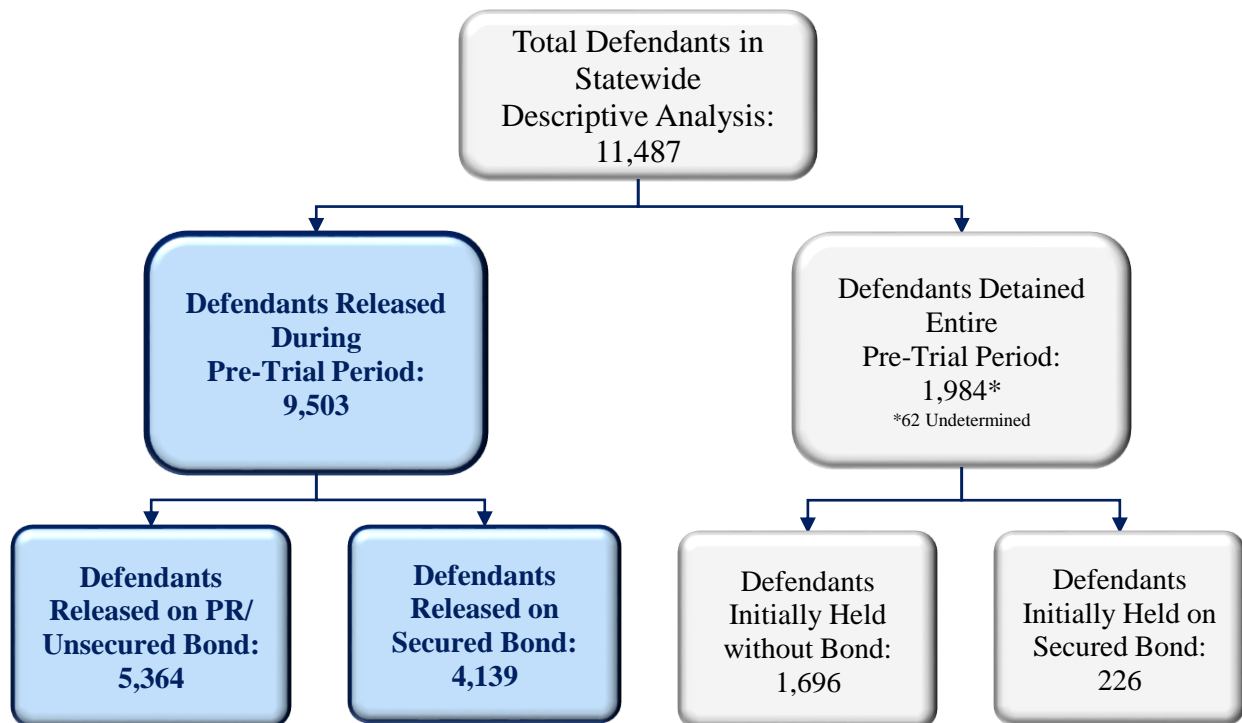 Total Defendants in
Statewide
Descriptive Analysis:
11,487
Defendants Released
During
Pre-Trial Period:
9,503
Defendants Detained
Entire
Pre-Trial Period:
1,984*
*62 Undetermined
Defendants
Released on PR/
Unsecured Bond:
5,364
Defendants
Released on
Secured Bond:
4,139
Defendants
Initially Held
without Bond:
1,696
Defendants
Initially Held on
Secured Bond:
226